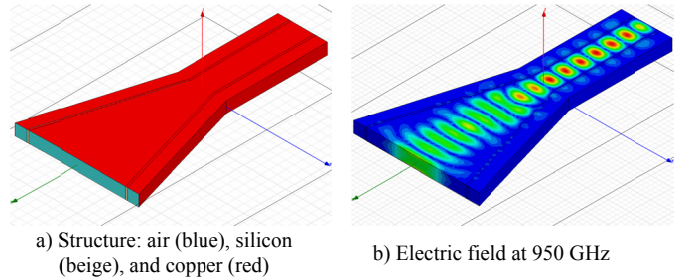 a) Structure: air (blue), silicon
(beige), and copper (red)
b) Electric field at 950 GHz